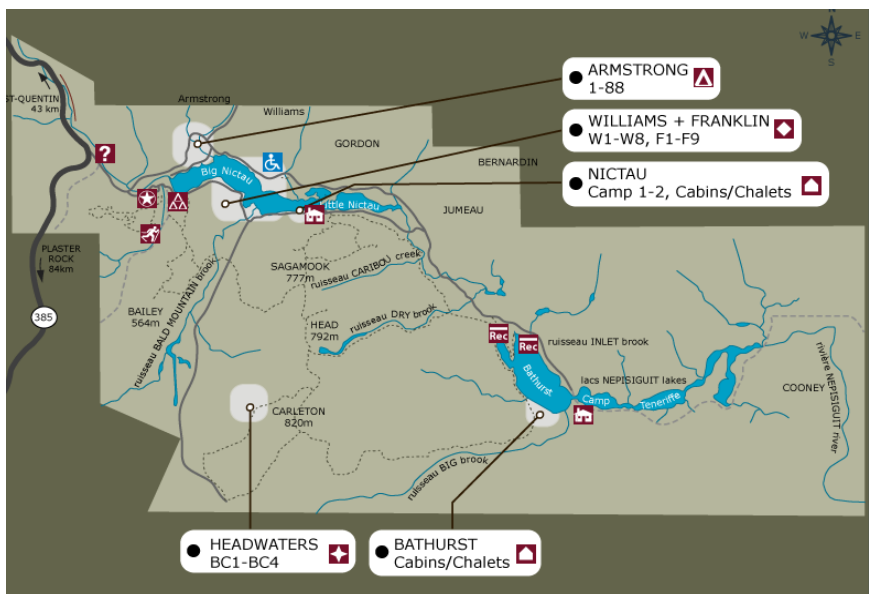 N
W E
S
ARMSTRONG
1-88
WILLIAMS + FRANKLIN
W1-W8, F1-F9
NICTAU
Camp 1-2, Cabins/Chalets
ST-QUENTIN
43 km
Armstrong
Williams
GORDON
BERNARDIN
?
Big Nictau
Little Nictau
JUMEAU
PLASTER
ROCK
84km
385
SAGAMOOK
777m
ruisseau CARIBOU creek
BAILEY
564m
ruisseau BALD MOUNTAIN brook
HEAD
792m
ruisseau DRY brook
Rec
Rec
ruisseau INLET brook
Bathurst
lacs NEPISIGUIT lakes
Camp
Teneriffe
COONEY
rivière NEPISIGUIT river
CARLETON
820m
ruisseau BIG brook
HEADWATERS
BC1-BC4
BATHURST
Cabins/Chalets